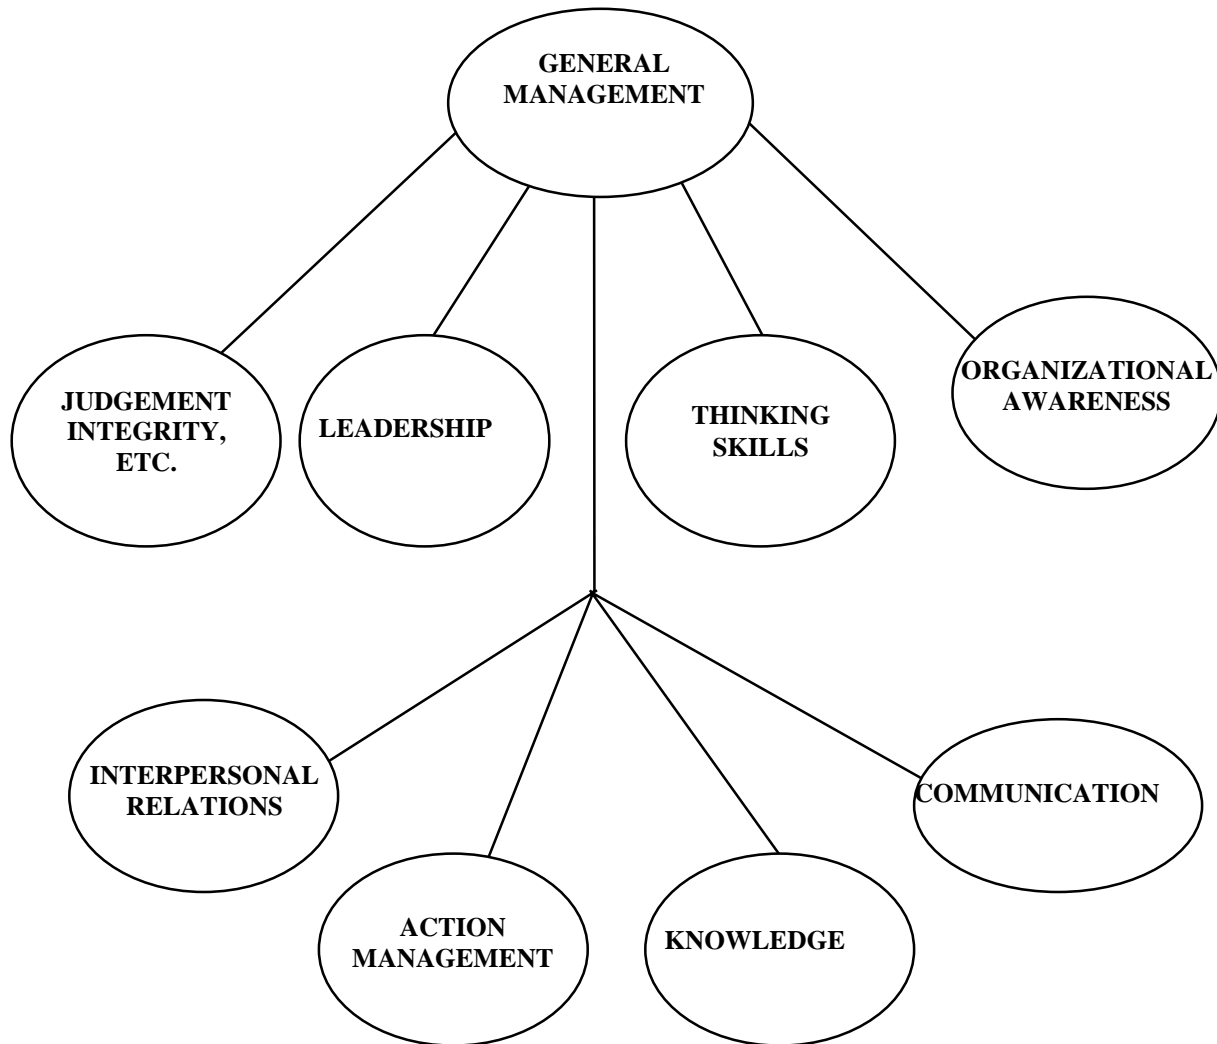 GENERAL
MANAGEMENT
JUDGEMENT
INTEGRITY,
ETC.
LEADERSHIP
THINKING
SKILLS
ORGANIZATIONAL
AWARENESS
INTERPERSONAL
RELATIONS
ACTION
MANAGEMENT
KNOWLEDGE
COMMUNICATION